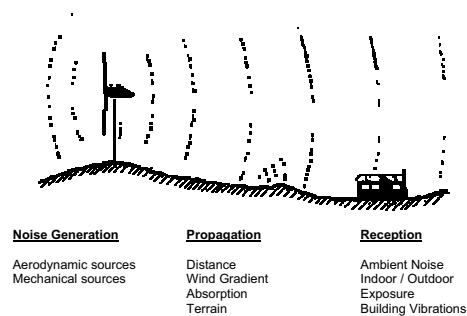 Noise Generation
Aerodynamic sources
Mechanical sources
Propagation
Distance
Wind Gradient
Absorption
Terrain
Reception
Ambient Noise
Indoor / Outdoor
Exposure
Building Vibrations